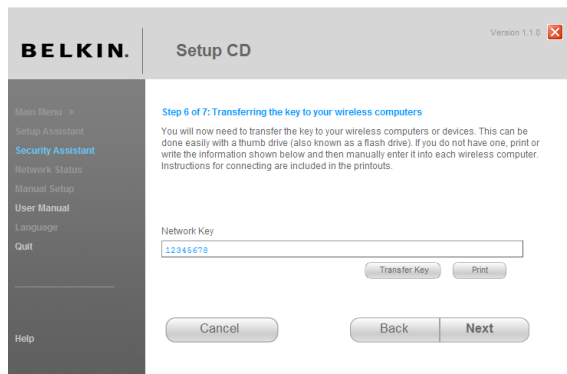 Version 1.1.0
BELKIN.
Setup CD
Main Menu >
Setup Assistant
Security Assistant
Network Status
Manual Setup
User Manual
Language
Quit
Help
Step 6 of 7: Transferring the key to your wireless computers
You will now need to transfer the key to your wireless computers or devices. This can be
done easily with a thumb drive (also known as a flash drive). If you do not have one, print or
write the information shown below and then manually enter it into each wireless computer.
Instructions for connecting are included in the printouts.
Network Key
12345678
Transfer Key
Print
Cancel
Back
Next